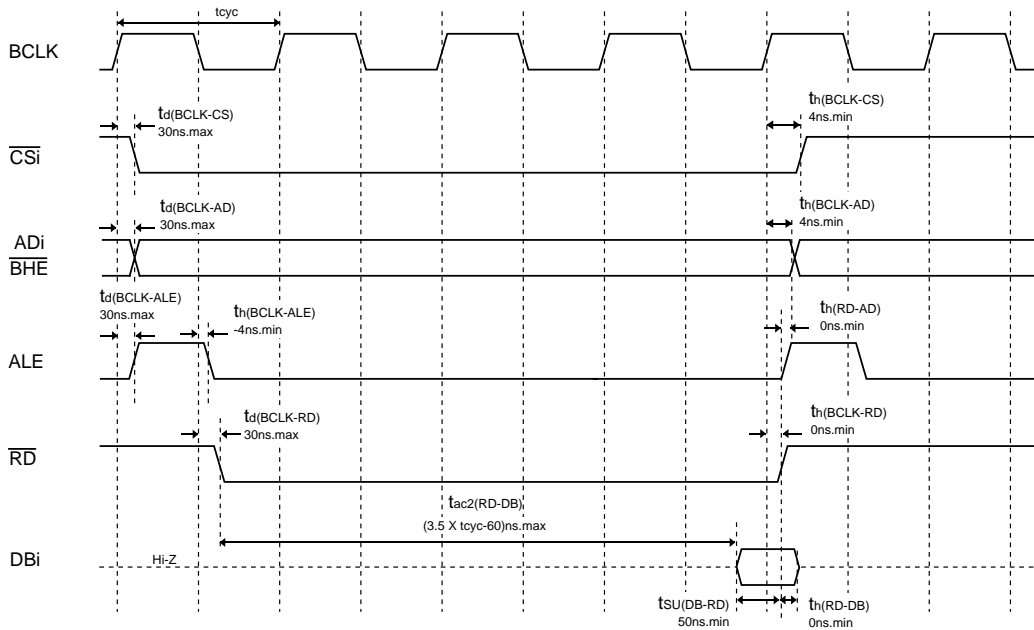 tcyc
BCLK
td(BCLK-CS)
30ns.max
th(BCLK-CS)
4ns.min
CSi
td(BCLK-AD)
30ns.max
th(BCLK-AD)
4ns.min
ADi
BHE
td(BCLK-ALE)
30ns.max
th(BCLK-ALE)
-4ns.min
th(RD-AD)
0ns.min
ALE
td(BCLK-RD)
30ns.max
th(BCLK-RD)
0ns.min
RD
tac2(RD-DB)
(3.5 X tcyc-60)ns.max
DBi
Hi-Z
tSU(DB-RD)
50ns.min
th(RD-DB)
0ns.min